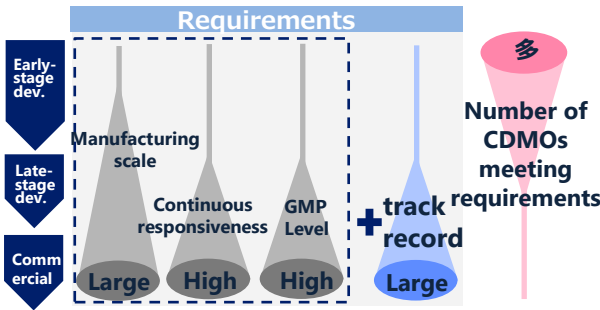 Requirements
Early-
stage
dev.
Late-
stage
dev.
Comm
ercial
Manufacturing
scale
Large
Continuous
responsiveness
High
GMP
Level
High
+
track
record
Large
多
Number of
CDMOs
meeting
requirements